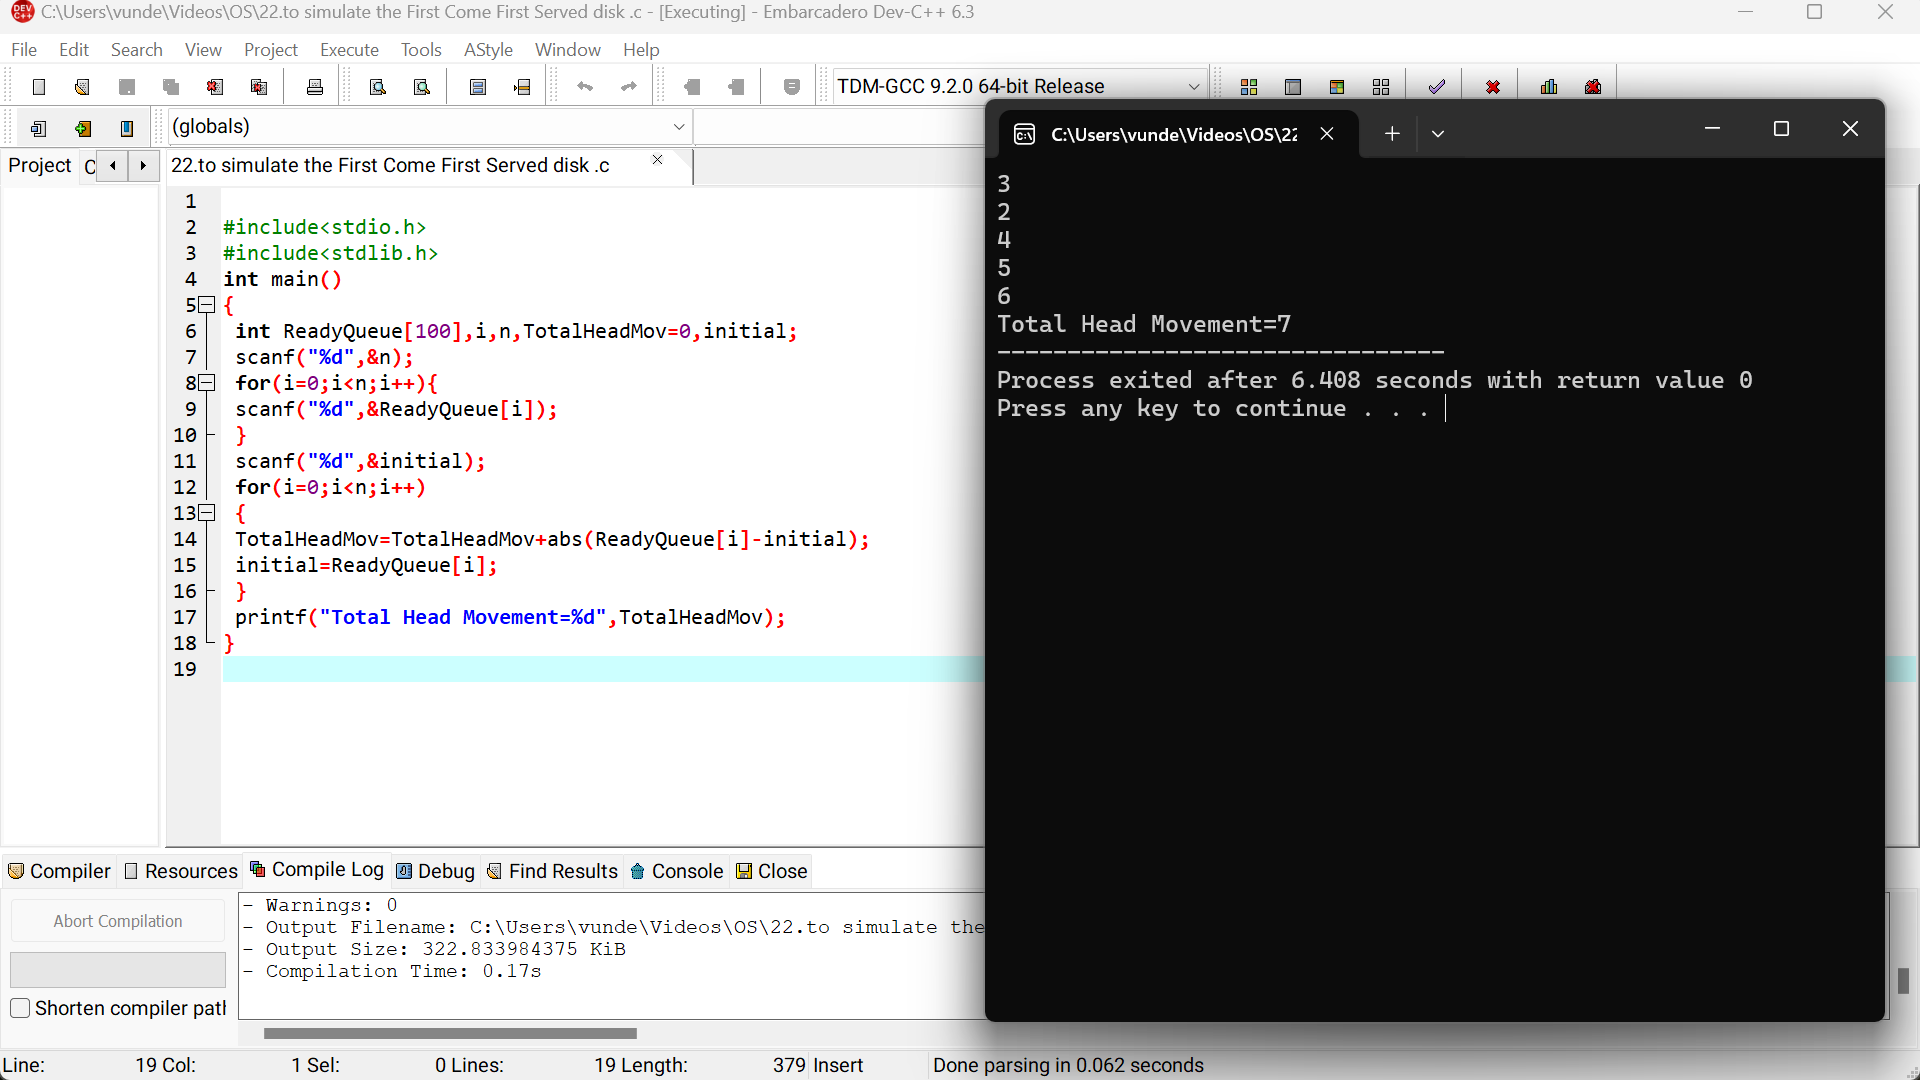 C:\Users\vunde\Videos\OS\22.to simulate the First Come First Served disk .c - [Executing] - Embarcadero Dev-C++ 6.3
File Edit Search View Project Execute Tools AStyle Window Help
TDM-GCC 9.2.0 64-bit Release
(globals)
Project C
22.to simulate the First Come First Served disk .c
1
2 #include<stdio.h>
3 #include<stdlib.h>
4 int main()
5 {
6 int ReadyQueue[100],i,n,TotalHeadMov=0,initial;
7 scanf("%d",&n);
8 for(i=0;i<n;i++){
9 scanf("%d",&ReadyQueue[i]);
10 }
11 scanf("%d",&initial);
12 for(i=0;i<n;i++)
13 {
14 TotalHeadMov=TotalHeadMov+abs(ReadyQueue[i]-initial);
15 initial=ReadyQueue[i];
16 }
17 printf("Total Head Movement=%d",TotalHeadMov);
18 }
19
C:\Users\vunde\Videos\OS\22
3
2
4
5
6
Total Head Movement=7
--------------------------------
Process exited after 6.408 seconds with return value 0
Press any key to continue . . .
Compiler Resources Compile Log Debug Find Results Console Close
Abort Compilation
Shorten compiler path
- Warnings: 0
- Output Filename: C:\Users\vunde\Videos\OS\22.to simulate the
- Output Size: 322.833984375 KiB
- Compilation Time: 0.17s
Line: 19 Col: 1 Sel: 0 Lines: 19 Length: 379 Insert Done parsing in 0.062 seconds